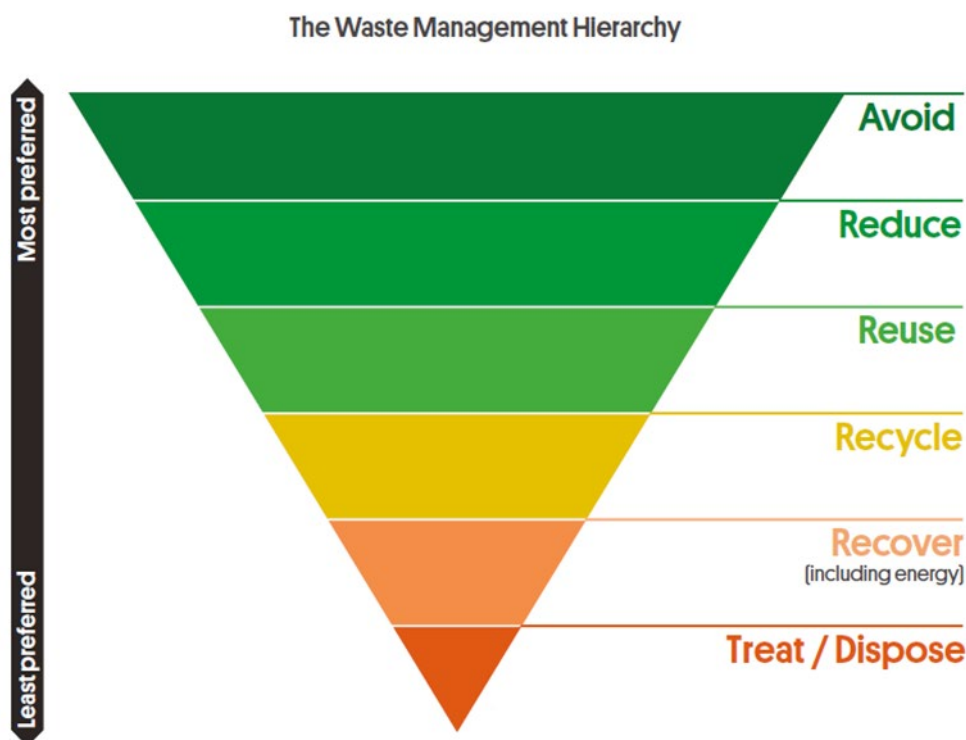 The Waste Management Hierarchy
Most preferred
Avoid
Reduce
Reuse
Recycle
Recover
(including energy)
Least preferred
Treat / Dispose